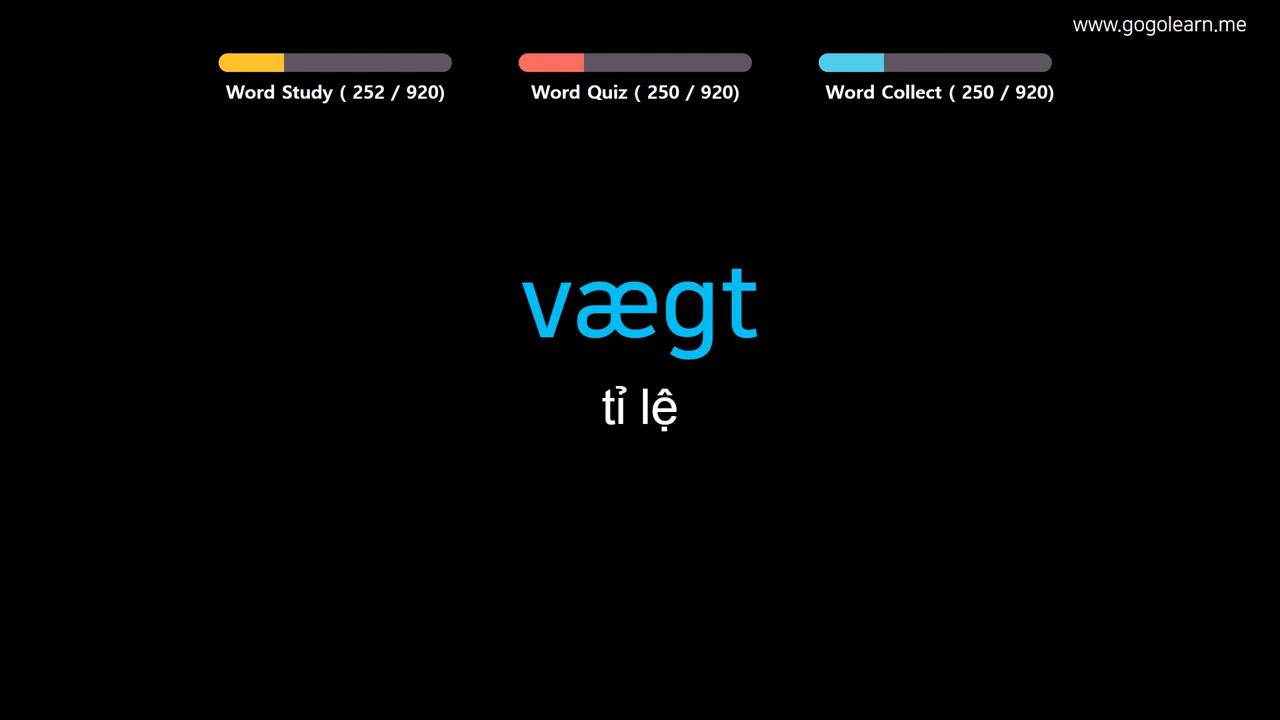 www.gogolearn.me
Word Study ( 252 / 920)
Word Quiz ( 250 / 920)
Word Collect ( 250 / 920)
vægt
tỉ lệ